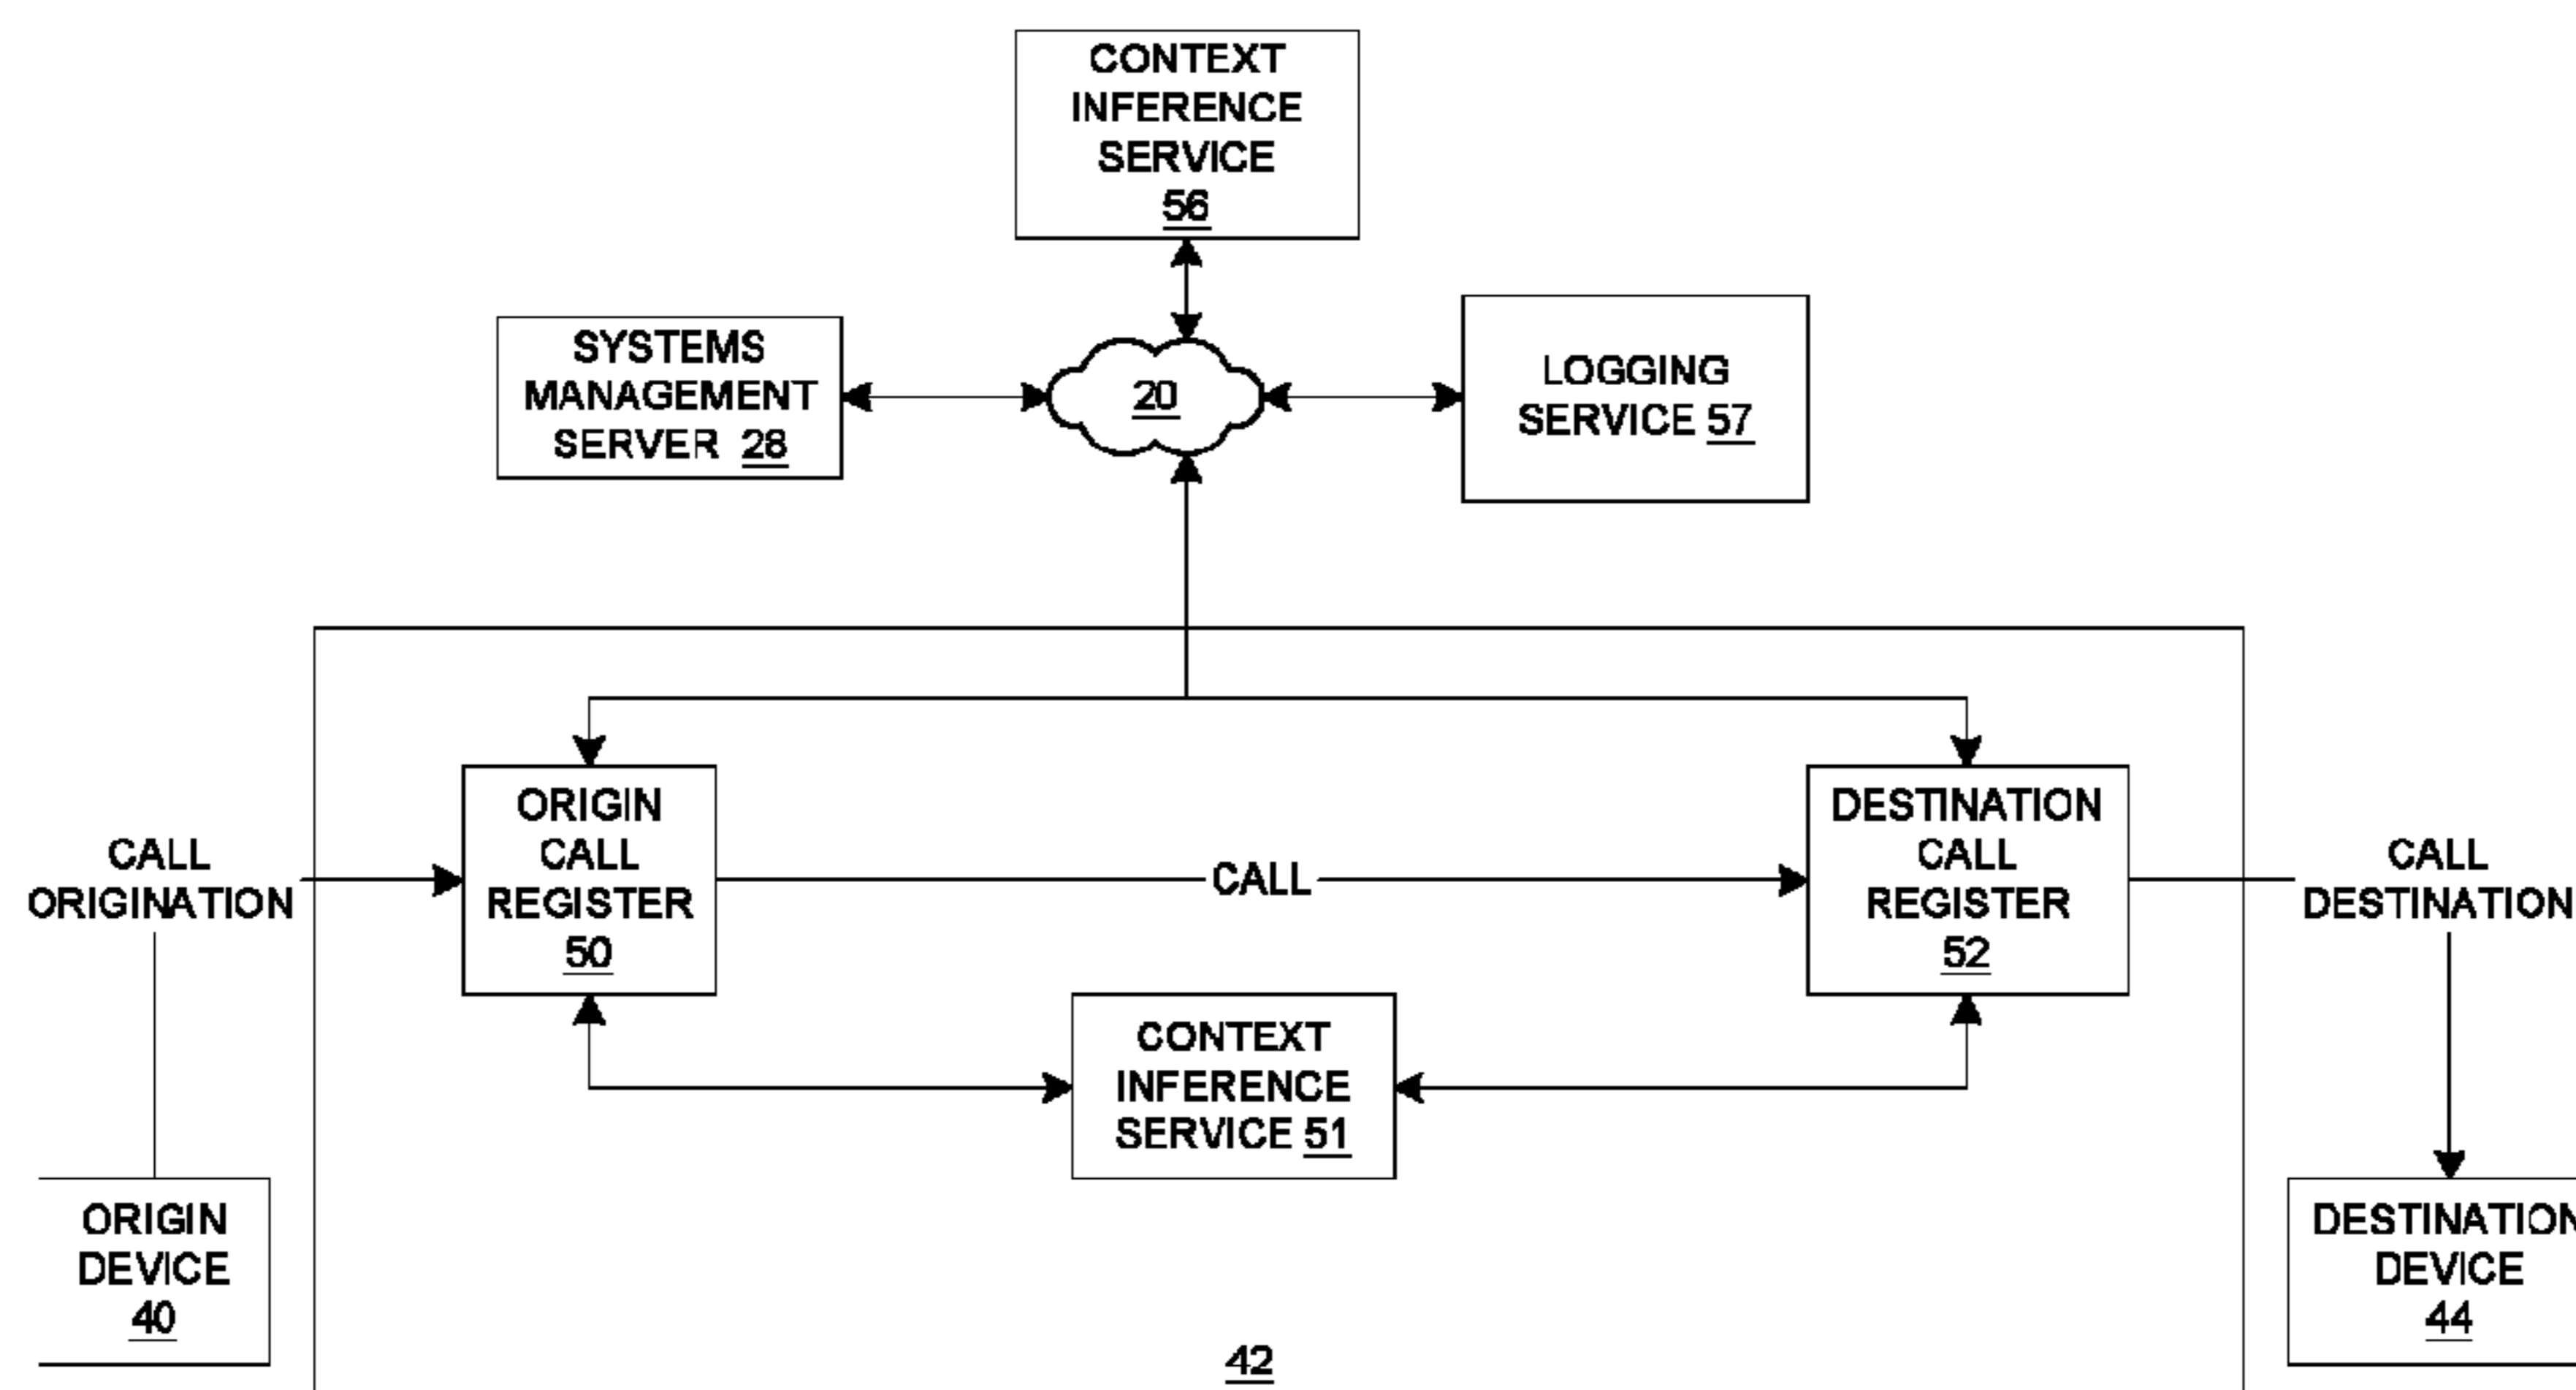 CONTEXT
INFERENCE
SERVICE
56
SYSTEMS
MANAGEMENT
SERVER 28
20
LOGGING
SERVICE 57
CALL
ORIGINATION
ORIGIN
CALL
REGISTER
50
CALL
DESTINATION
CALL
REGISTER
52
CALL
DESTINATION
CONTEXT
INFERENCE
SERVICE 51
ORIGIN
DEVICE
40
DESTINATION
DEVICE
44
42